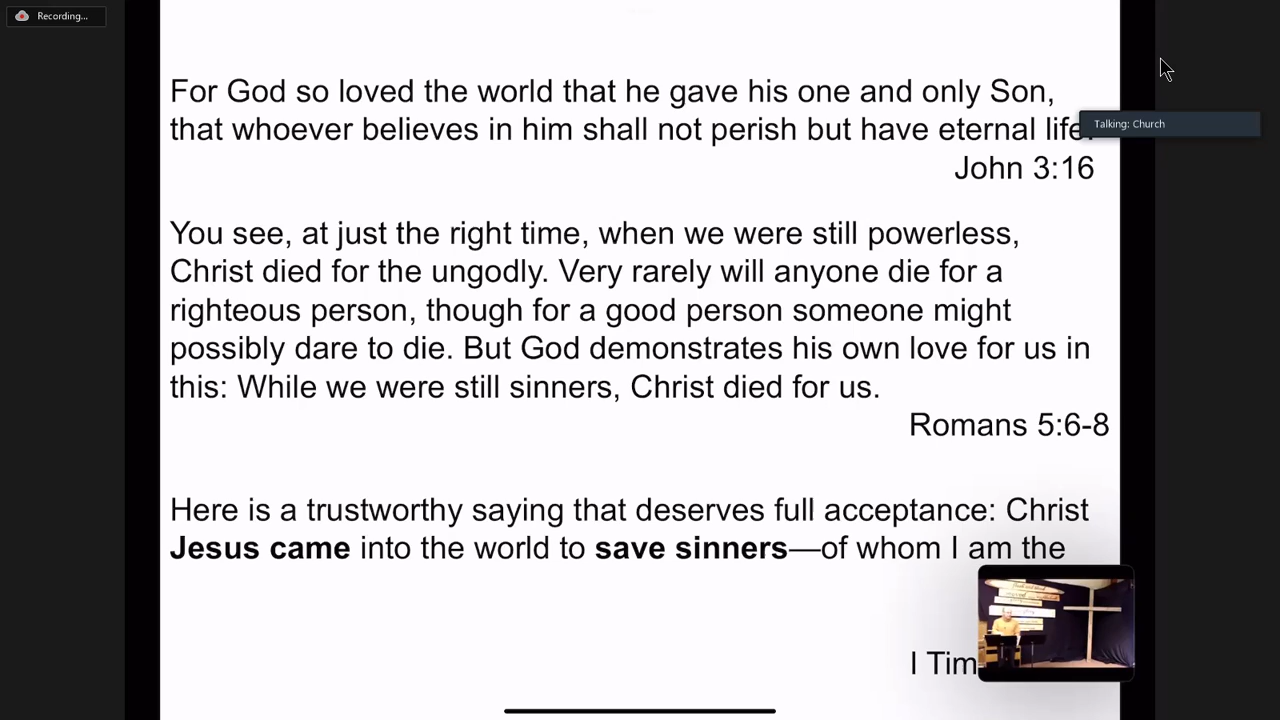 Recording...
For God so loved the world that he gave his one and only Son,
that whoever believes in him shall not perish but have eternal life.
Talking: Church
John 3:16
You see, at just the right time, when we were still powerless,
Christ died for the ungodly. Very rarely will anyone die for a
righteous person, though for a good person someone might
possibly dare to die. But God demonstrates his own love for us in
this: While we were still sinners, Christ died for us.
Romans 5:6-8
Here is a trustworthy saying that deserves full acceptance: Christ
Jesus came into the world to save sinners—of whom I am the
I Tim